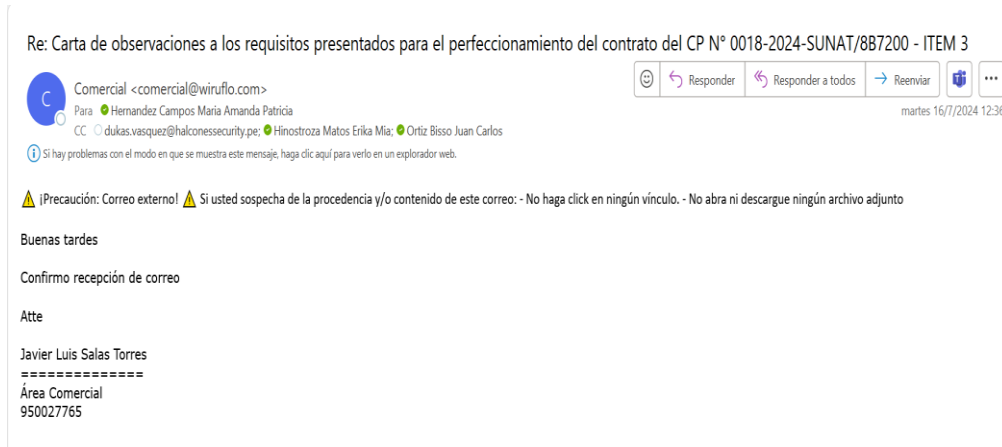 Re: Carta de observaciones a los requisitos presentados para el perfeccionamiento del contrato del CP N° 0018-2024-SUNAT/8B7200 - ITEM 3
C
Comercial <comercial@wiruflo.com>
Para Hernandez Campos Maria Amanda Patricia
CC dukas.vasquez@halconessecurity.pe; Hinostroza Matos Erika Mia; Ortiz Bisso Juan Carlos
Responder Responder a todos Reenviar
martes 16/7/2024 12:36
Si hay problemas con el modo en que se muestra este mensaje, haga clic aquí para verlo en un explorador web.
¡Precaución: Correo externo! Si usted sospecha de la procedencia y/o contenido de este correo: - No haga click en ningún vínculo. - No abra ni descargue ningún archivo adjunto
Buenas tardes
Confirmo recepción de correo
Atte
Javier Luis Salas Torres
==============
Área Comercial
950027765